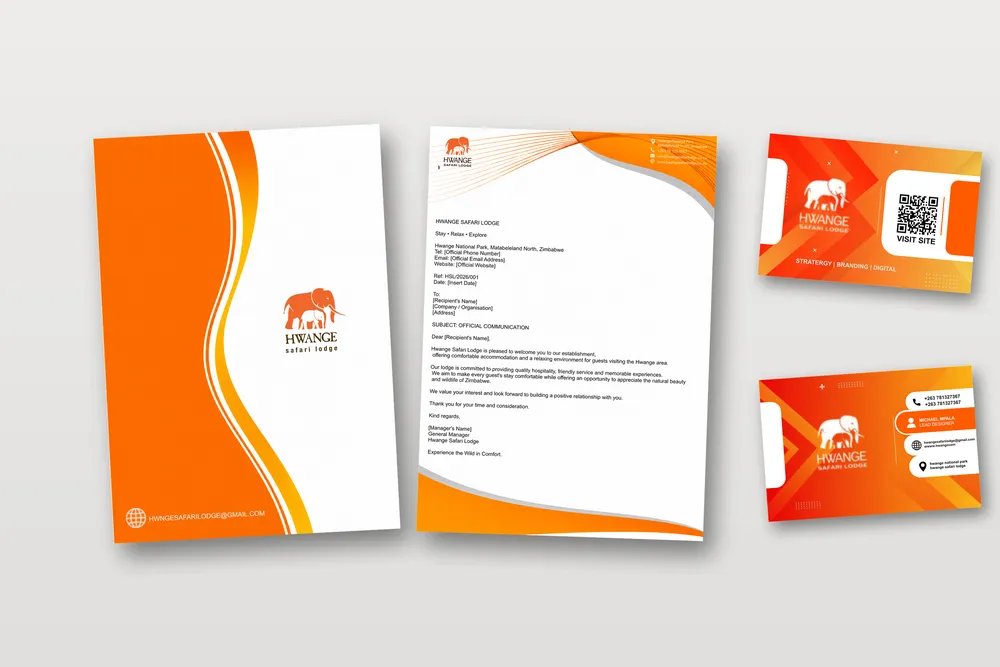 HWANGE
safari lodge
HWNGESAFARILODGE@GMAIL.COM
HWANGE
SAFARI LODGE
HWANGE SAFARI LODGE
Stay • Relax • Explore
Hwange National Park, Matabeleland North, Zimbabwe
Tel: [Official Phone Number]
Email: [Official Email Address]
Website: [Official Website]
Ref: HSL/2026/001
Date: [Insert Date]
To:
[Recipient's Name]
[Company / Organisation]
[Address]
SUBJECT: OFFICIAL COMMUNICATION
Dear [Recipient's Name],
Hwange Safari Lodge is pleased to welcome you to our establishment,
offering comfortable accommodation and a relaxing environment for guests visiting the Hwange area.
Our lodge is committed to providing quality hospitality, friendly service and memorable experiences.
We aim to make every guest's stay comfortable while offering an opportunity to appreciate the natural beauty
and wildlife of Zimbabwe.
We value your interest and look forward to building a positive relationship with you.
Thank you for your time and consideration.
Kind regards,
[Manager's Name]
General Manager
Hwange Safari Lodge
Experience the Wild in Comfort.
HWANGE
SAFARI LODGE
VISIT SITE
STRATERGY | BRANDING | DIGITAL
HWANGE
SAFARI LODGE
+263 781327367
+263 781327367
MICHAEL MPALA
LEAD DESIGNER
hwangesafarilodge@gmail.com
hwange national park
hwange safari lodge